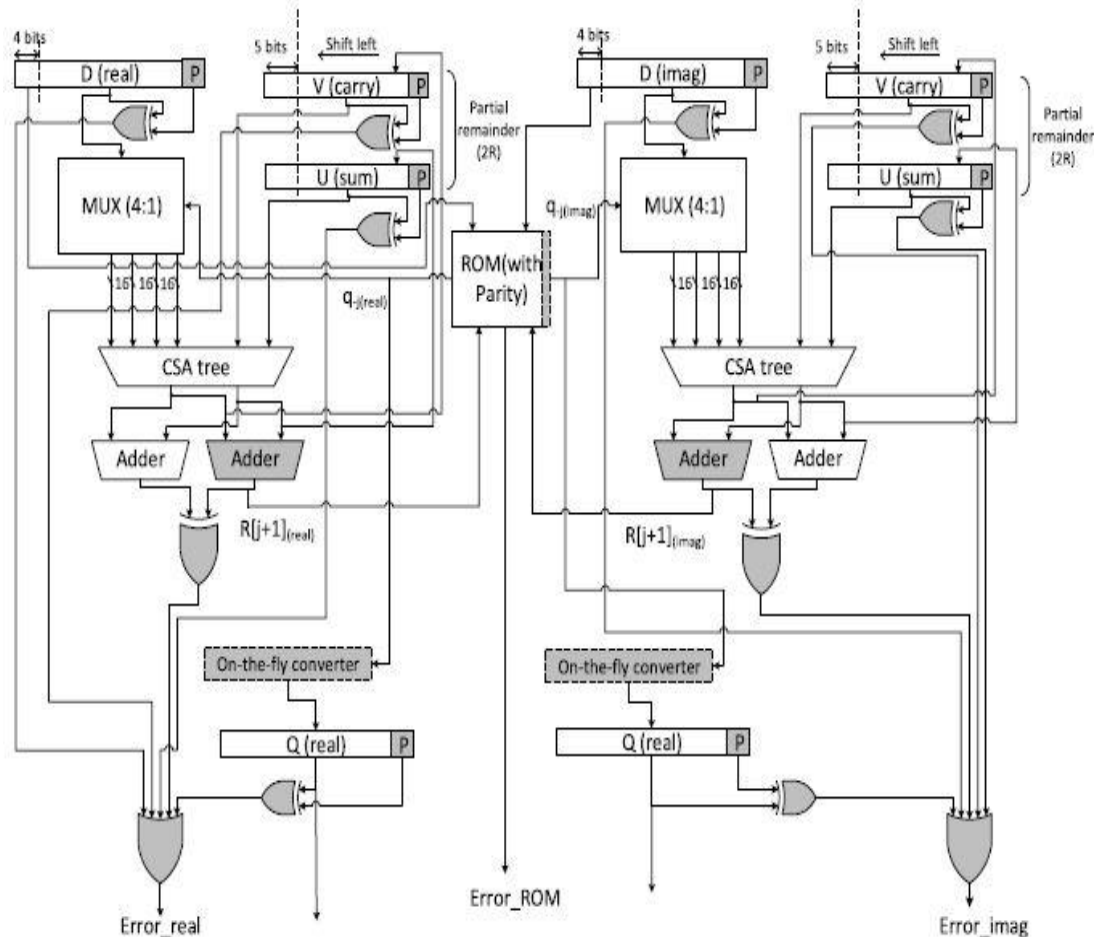 4 bits
5 bits
Shift left
4 bits
5 bits
Shift left
D (real) P
V (carry) P
D (imag) P
V (carry) P
Partial
remainder
(2R)
Partial
remainder
(2R)
MUX (4:1)
U (sum) P
MUX (4:1)
U (sum) P
q-j(imag)
ROM(with
Parity)
16 16 16
q-j(real)
16 16 16
CSA tree
CSA tree
Adder
Adder
Adder
Adder
R[j+1](real)
R[j+1](imag)
On-the-fly converter
On-the-fly converter
Q (real) P
Q (real) P
Error_real
Error_ROM
Error_imag